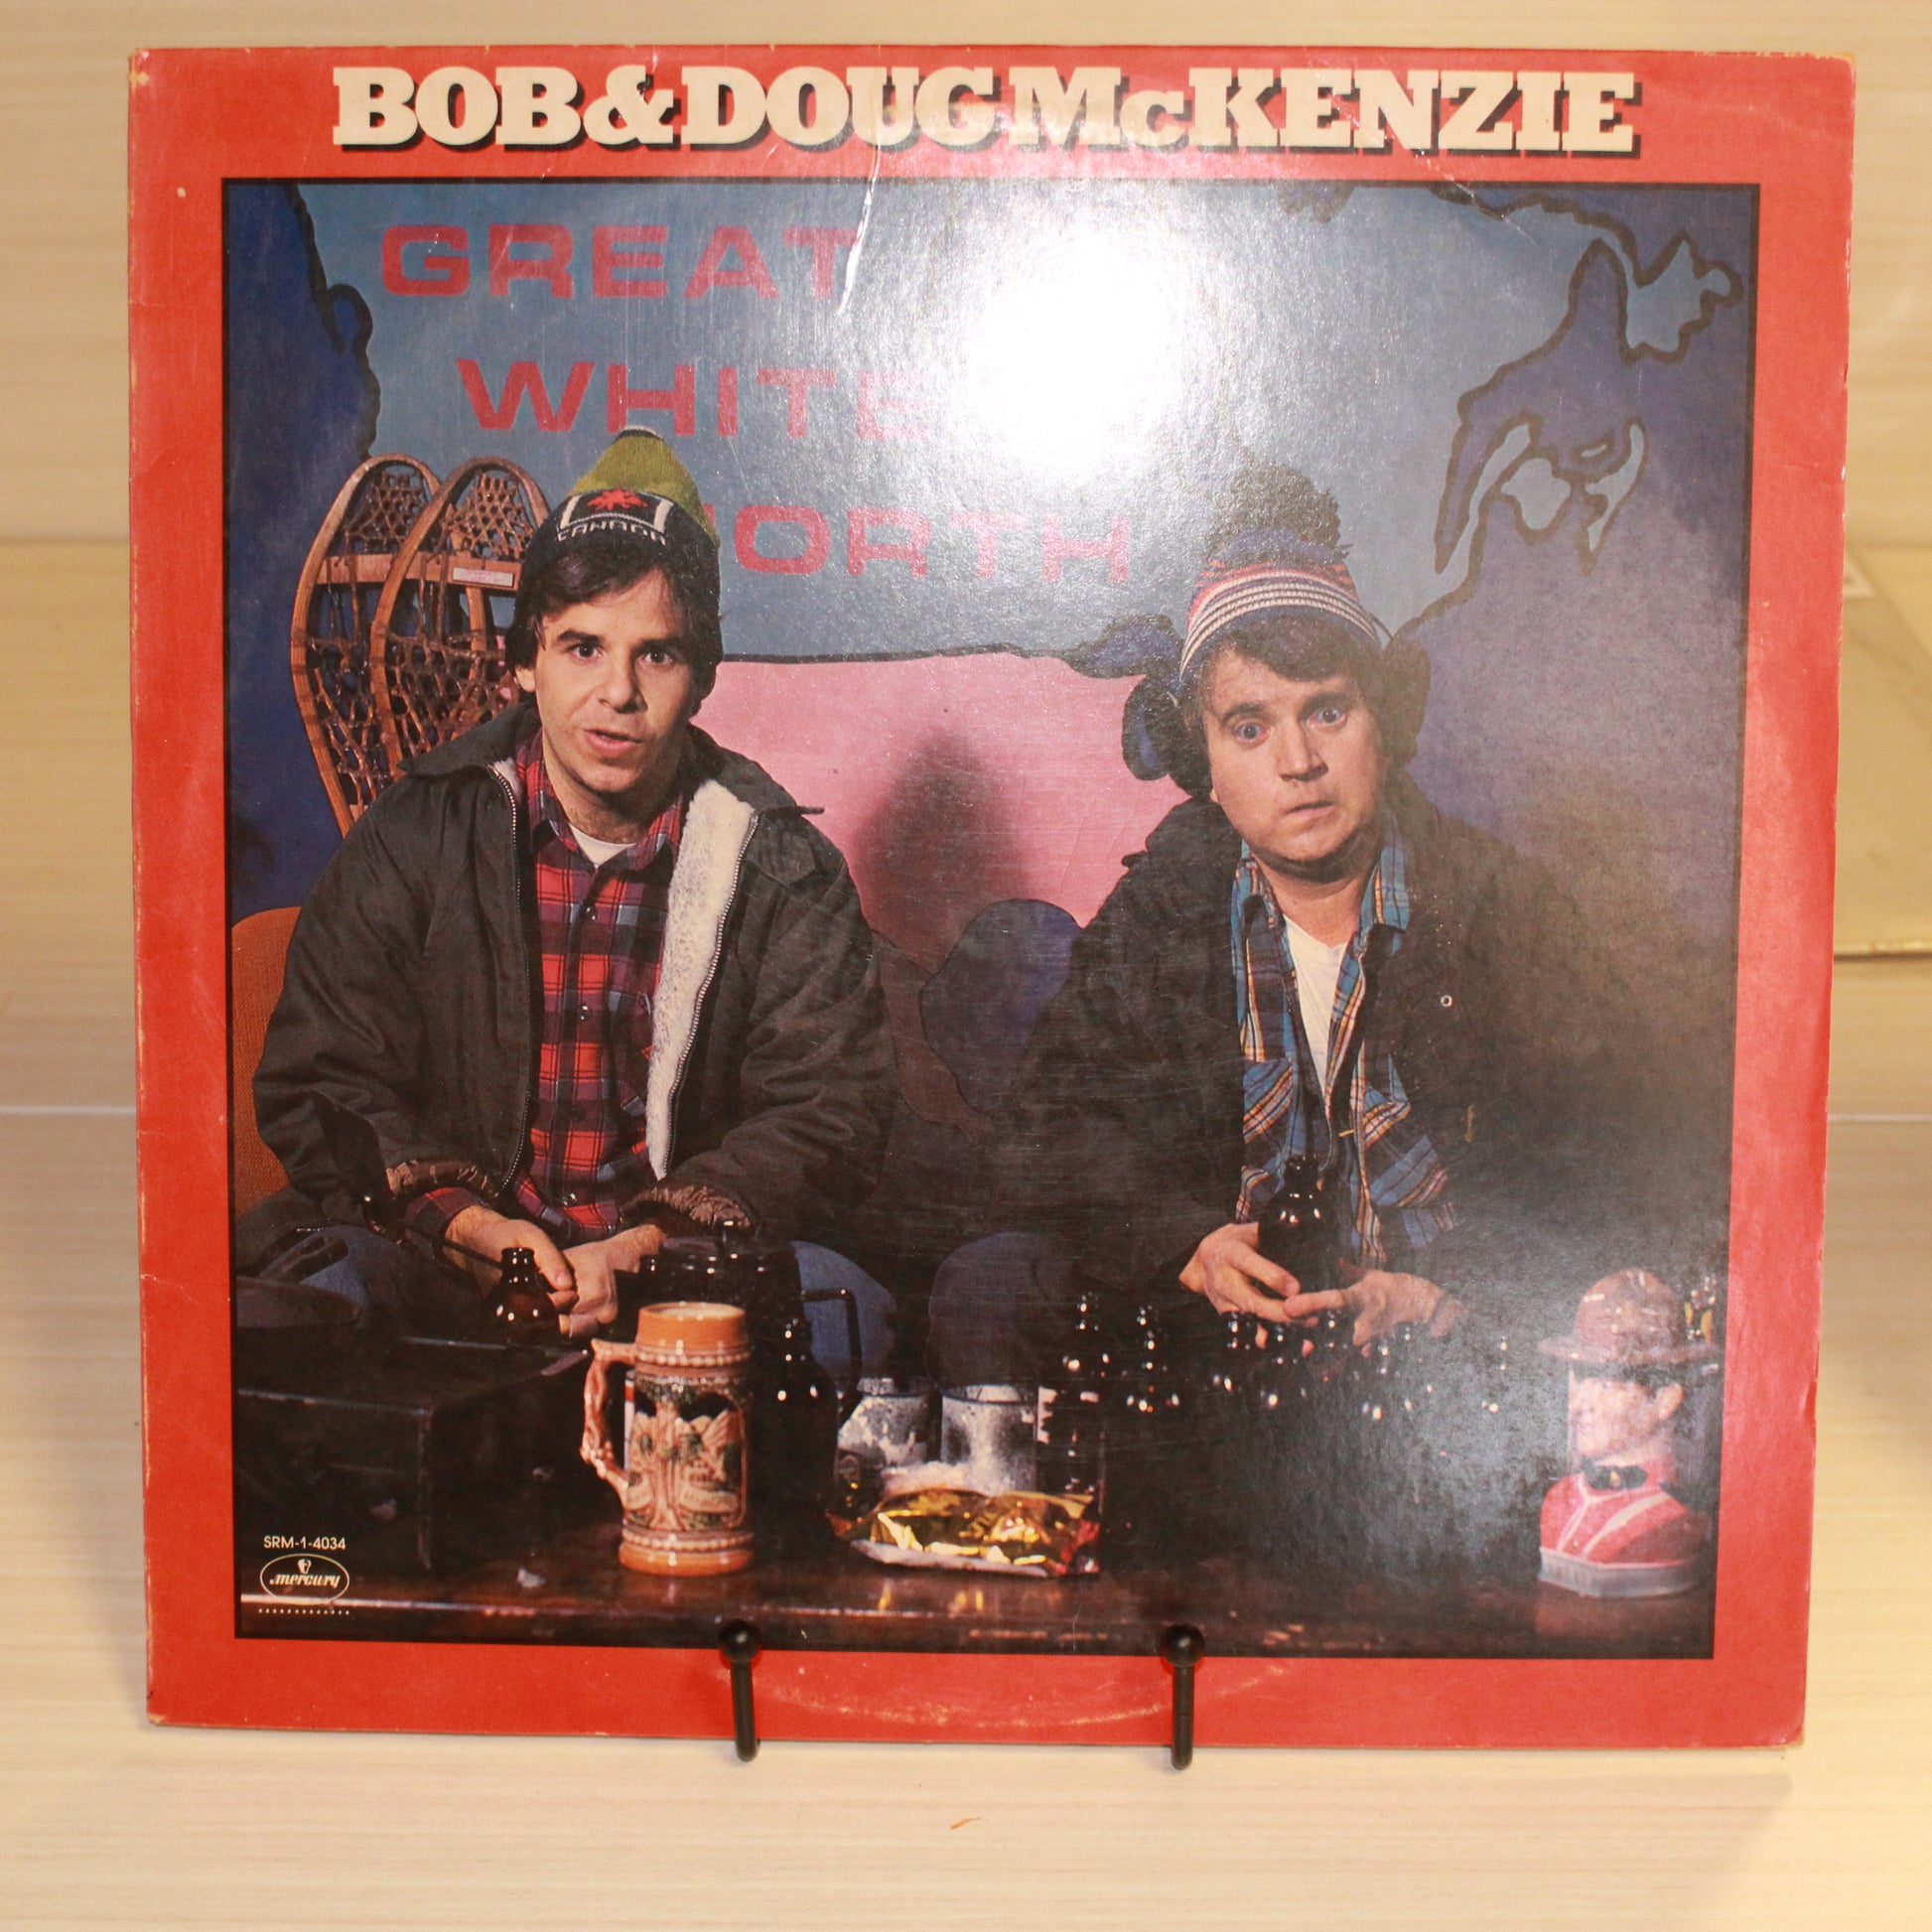 BOB & DOUG McKENZIE
GREAT
WHITE
ORTH
CANADA
SRM-1-4034
mercury